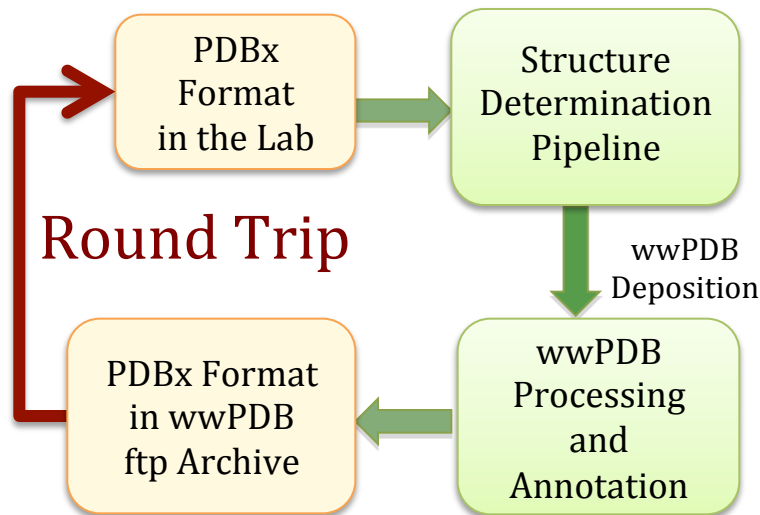 PDBx
Format
in the Lab
Structure
Determination
Pipeline
Round Trip
wwPDB
Deposition
PDBx Format
in wwPDB
ftp Archive
wwPDB
Processing
and
Annotation